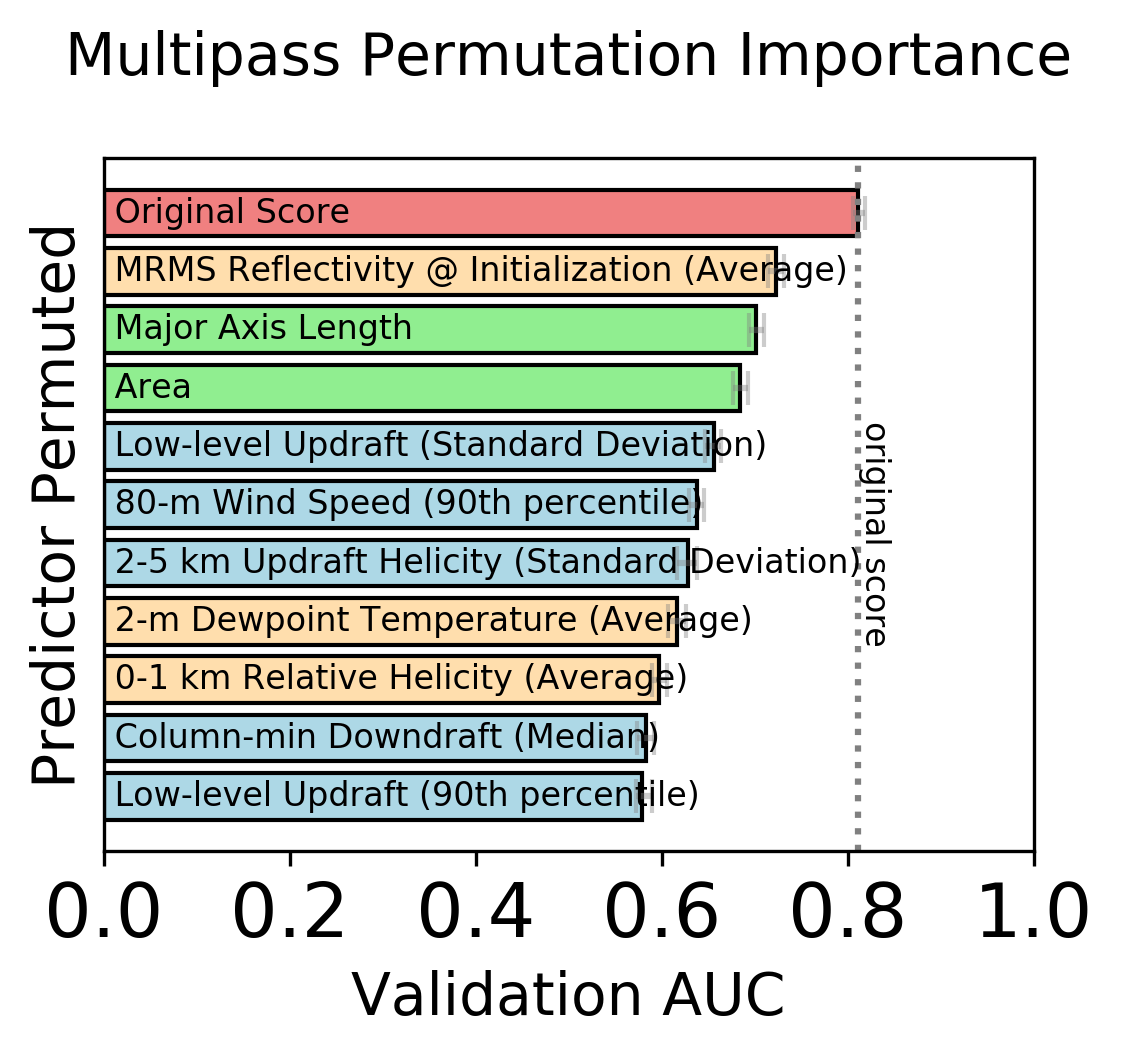 Multipass Permutation Importance
Predictor Permuted
Original Score
MRMS Reflectivity @ Initialization (Average)
Major Axis Length
Area
Low-level Updraft (Standard Deviation)
80-m Wind Speed (90th percentile)
2-5 km Updraft Helicity (Standard Deviation)
2-m Dewpoint Temperature (Average)
0-1 km Relative Helicity (Average)
Column-min Downdraft (Median)
Low-level Updraft (90th percentile)
original score
0.0 0.2 0.4 0.6 0.8 1.0
Validation AUC